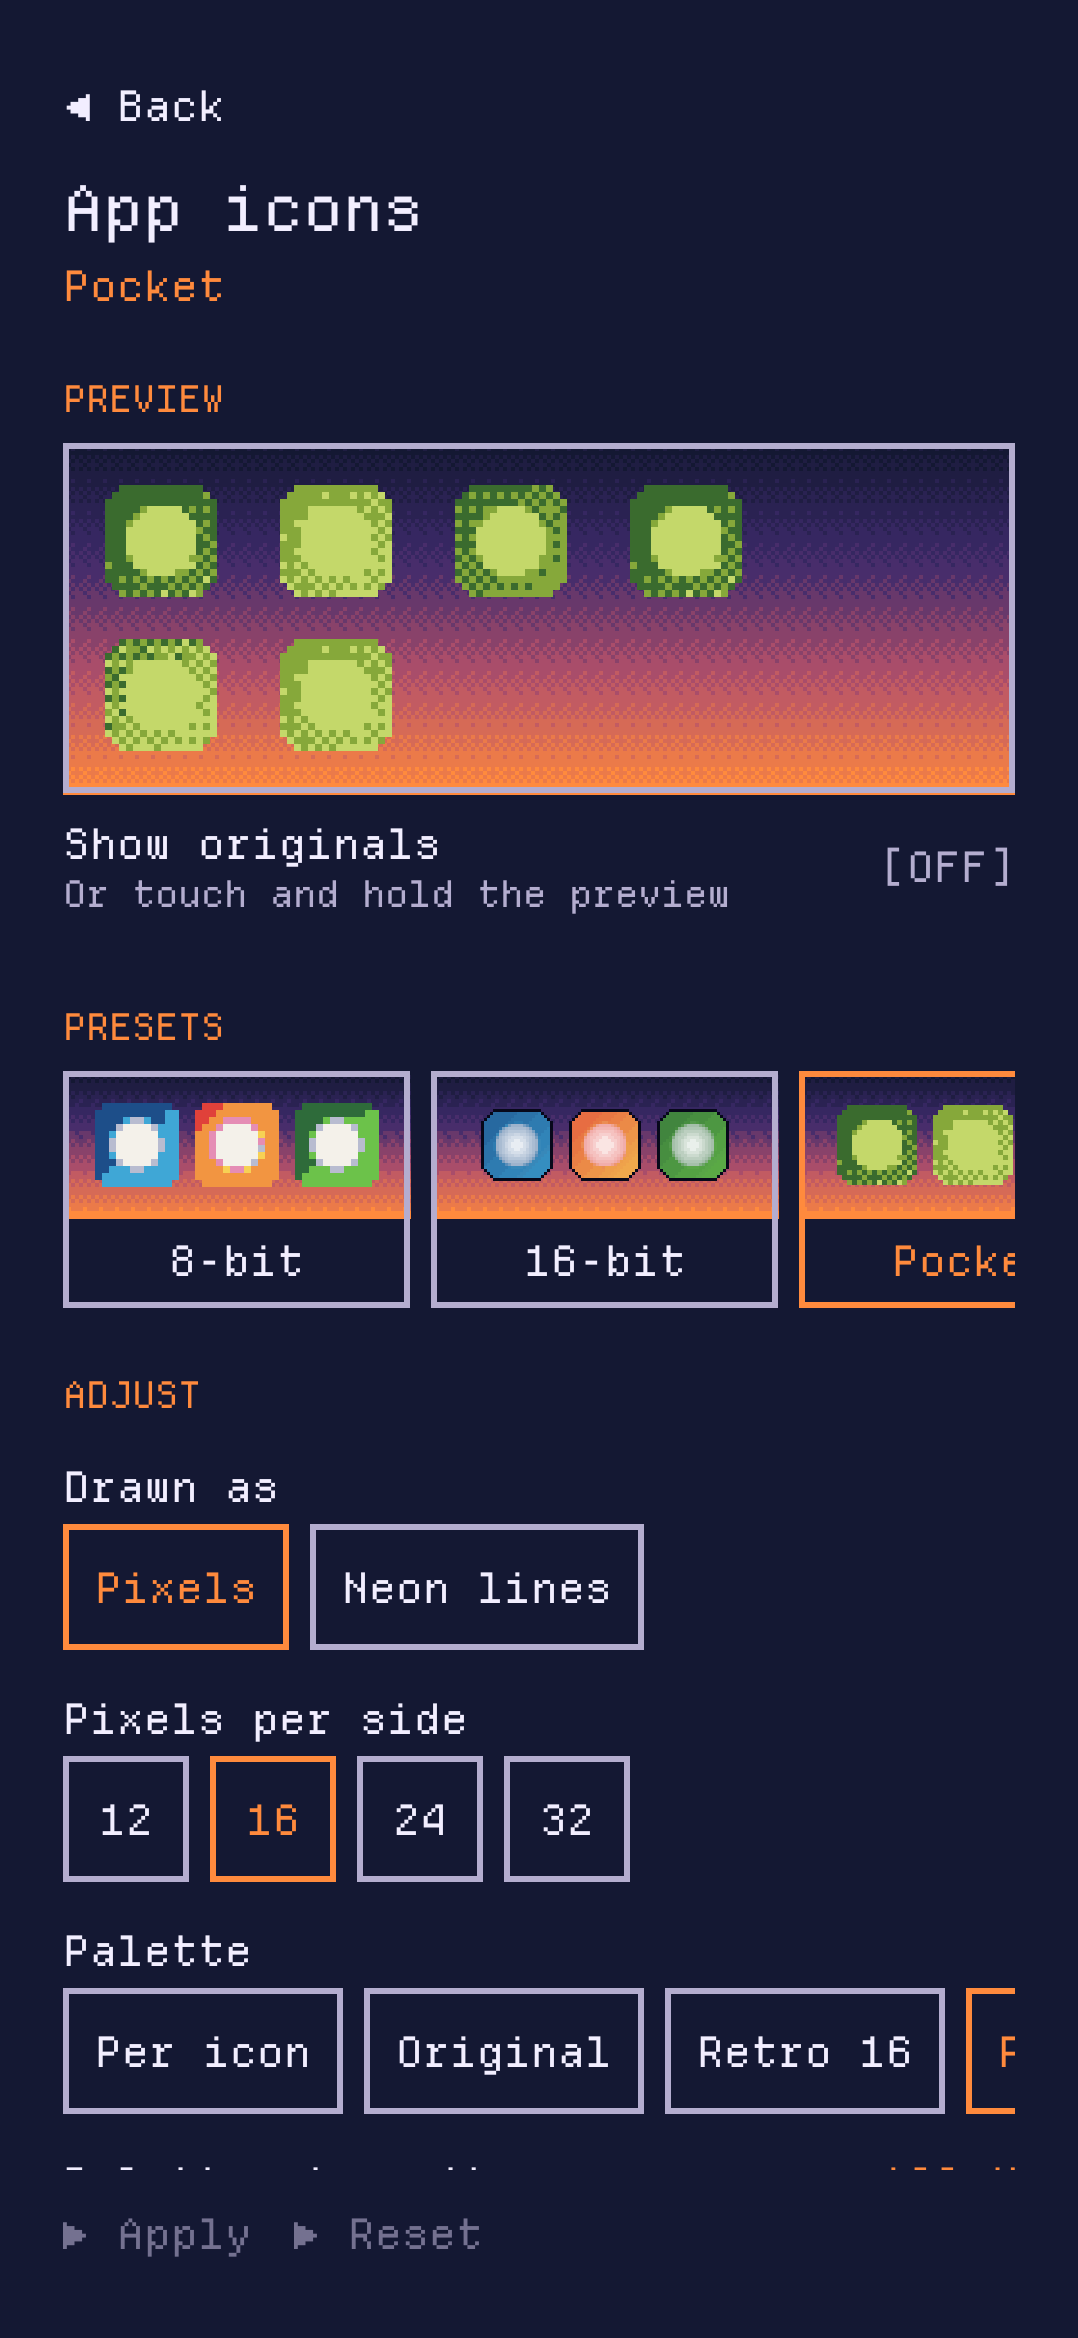 Back
App icons
Pocket
PREVIEW
Show originals
[OFF]
Or touch and hold the preview
PRESETS
8-bit
16-bit
Pocke
ADJUST
Drawn as
Pixels
Neon lines
Pixels per side
12
16
24
32
Palette
Per icon
Original
Retro 16
Apply
Reset